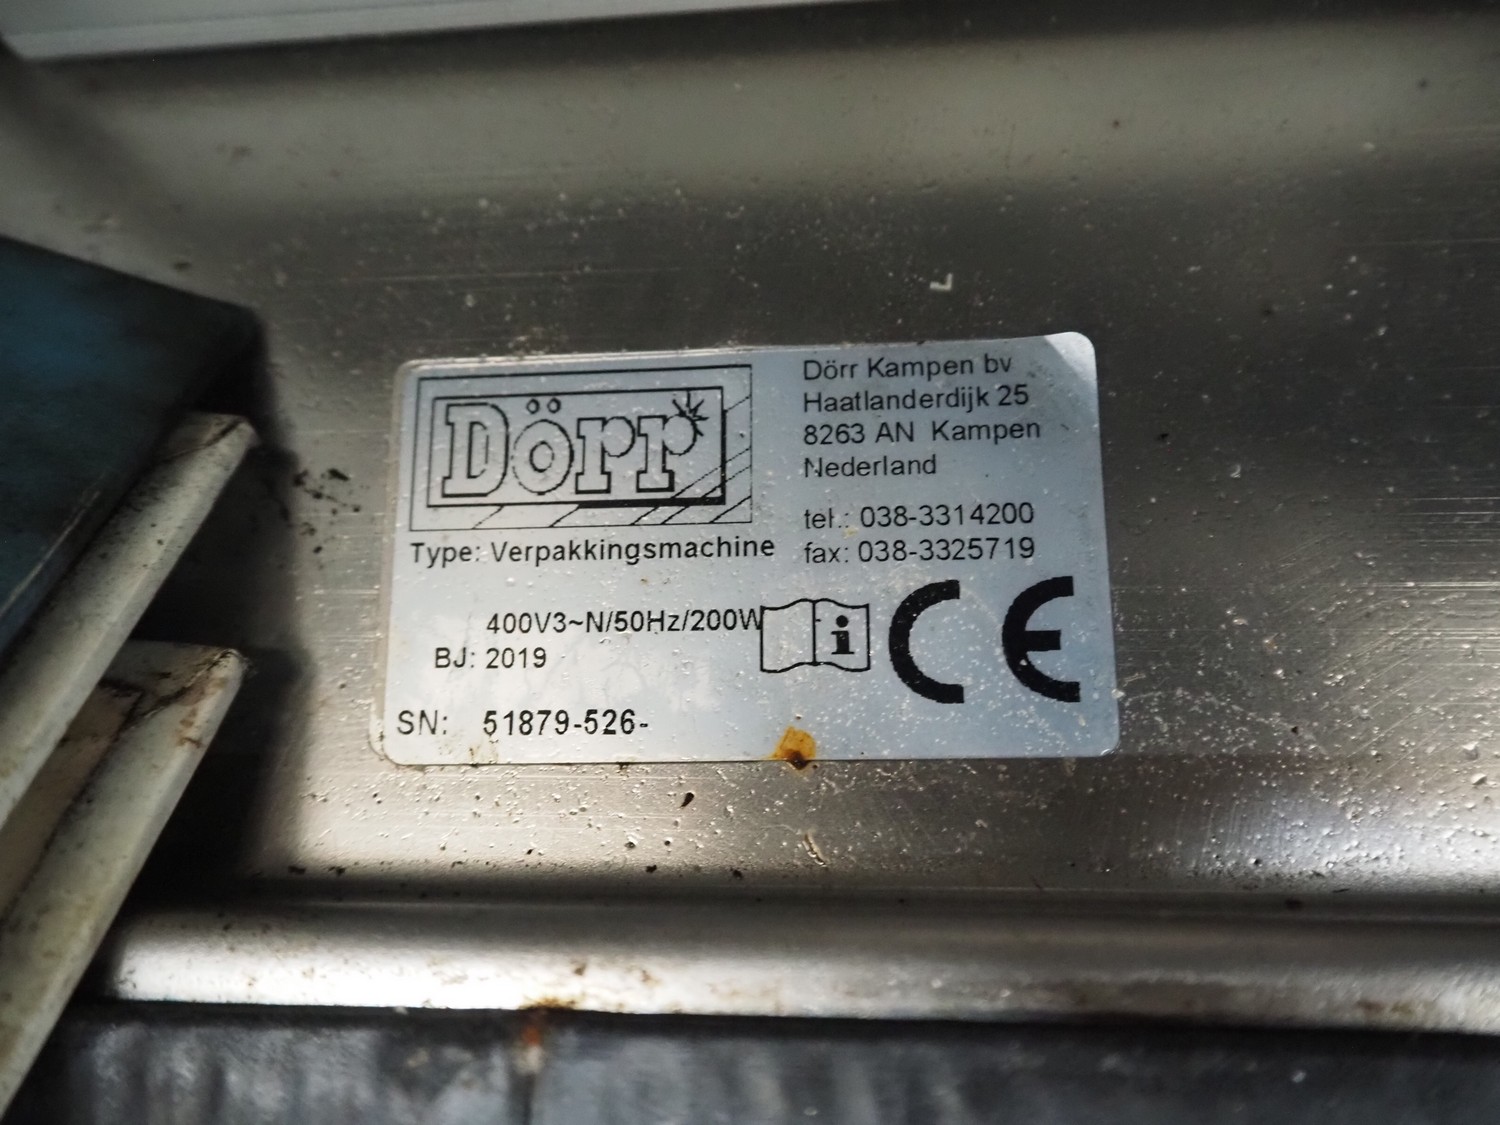 Dörr
Dörr Kampen bv
Haatlanderdijk 25
8263 AN Kampen
Nederland
tel.: 038-3314200
fax: 038-3325719
Type: Verpakkingsmachine
400V3~N/50Hz/200W
i
CE
BJ: 2019
SN: 51879-526-